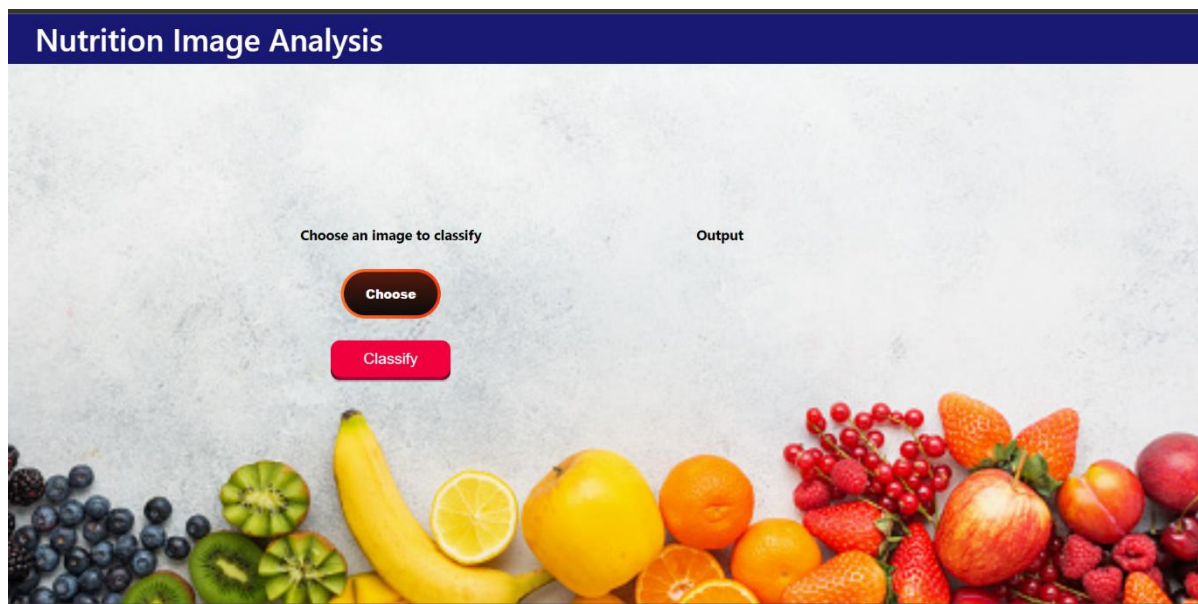 Nutrition Image Analysis
Choose an image to classify
Output
Choose
Classify